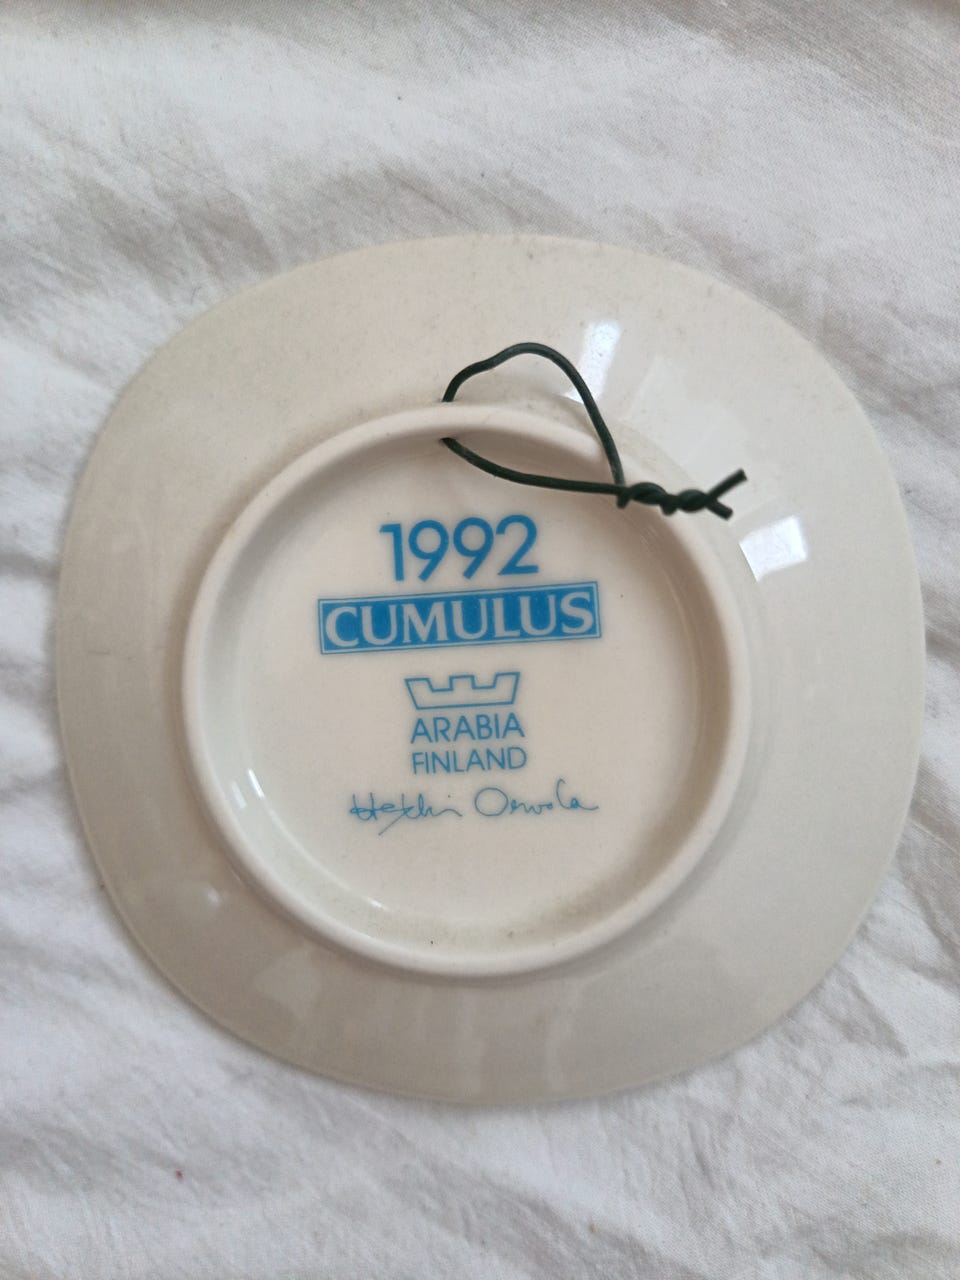 1992
CUMULUS
ARABIA
FINLAND
Heikki Orvola